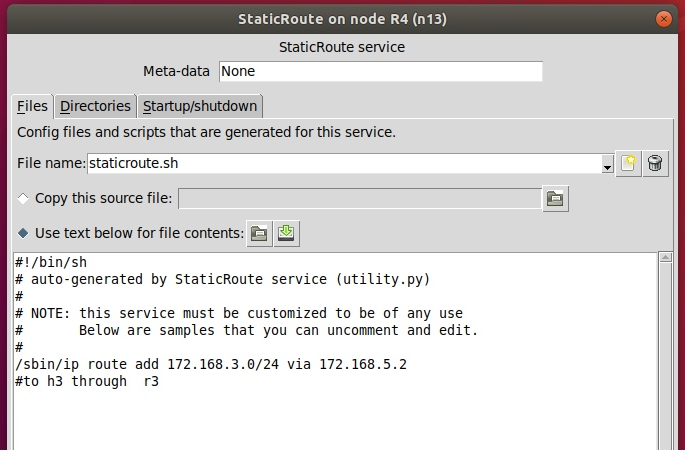 StaticRoute on node R4 (n13)
StaticRoute service
Meta-data None
Files Directories Startup/shutdown
Config files and scripts that are generated for this service.
File name: staticroute.sh
Copy this source file:
Use text below for file contents:
#!/bin/sh
# auto-generated by StaticRoute service (utility.py)
#
# NOTE: this service must be customized to be of any use
#       Below are samples that you can uncomment and edit.
#
/sbin/ip route add 172.168.3.0/24 via 172.168.5.2
#to h3 through  r3